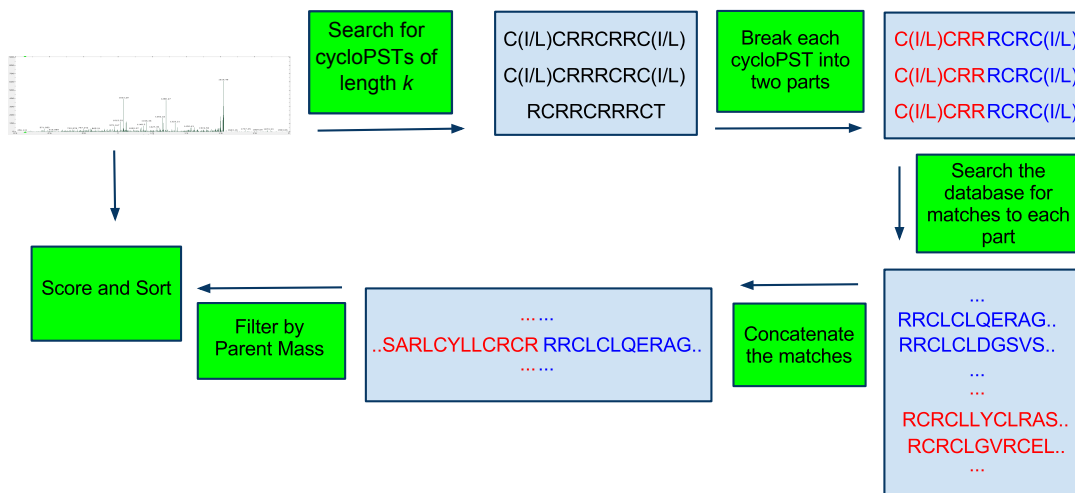 Search for
cycloPSTs of
length k
C(I/L)CRRCRRC(I/L)
C(I/L)CRRRCRC(I/L)
RCRRCRRRCT
Break each
cycloPST into
two parts
C(I/L)CRRRCRC(I/L)
C(I/L)CRRRCRC(I/L)
C(I/L)CRRRCRC(I/L)
Search the
database for
matches to each
part
...
RRCLCLQERAG..
RRCLCLDGSVS..
...
...
RCRCLLYCLRAS..
RCRCLGVRCEL..
...
Concatenate
the matches
... ...
..SARLCYLLCRCR RRCLCLQERAG..
... ...
Filter by
Parent Mass
Score and Sort